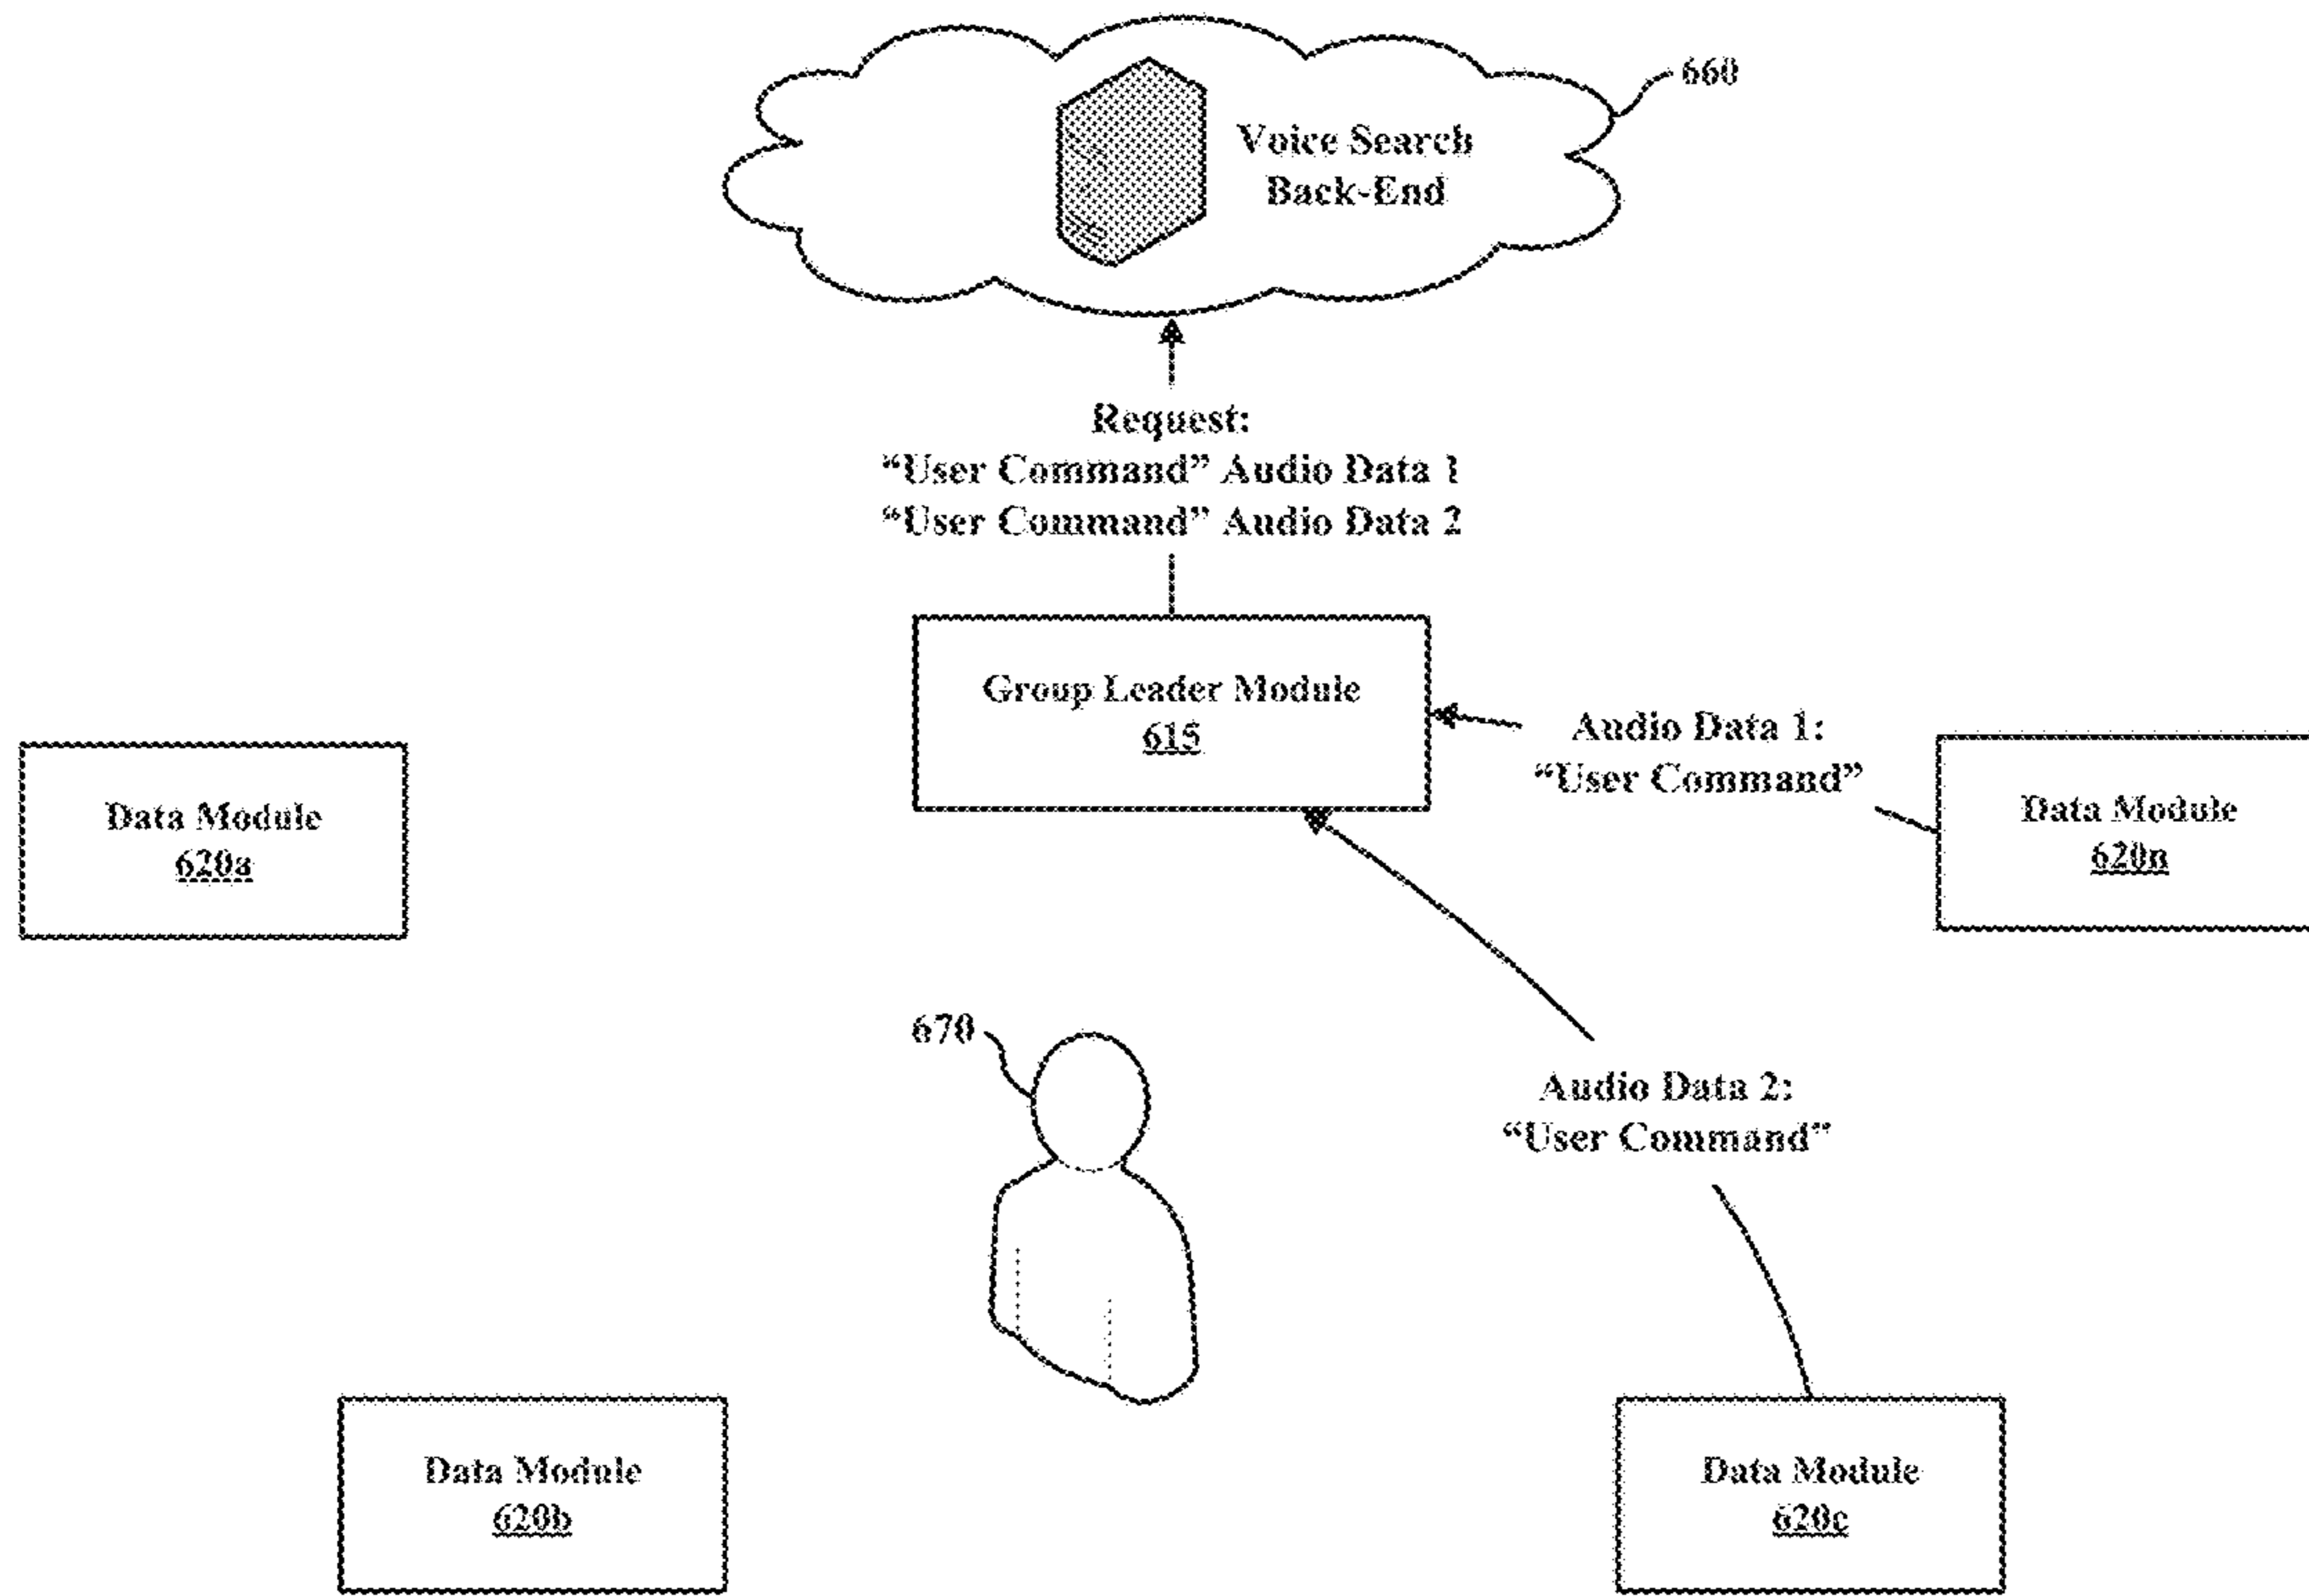 660
Voice Search
Back-End
Request:
“User Command” Audio Data 1
“User Command” Audio Data 2
Group Leader Module
615
Audio Data 1:
“User Command”
Data Module
620a
Data Module
620n
670
Audio Data 2:
“User Command”
Data Module
620b
Data Module
620c